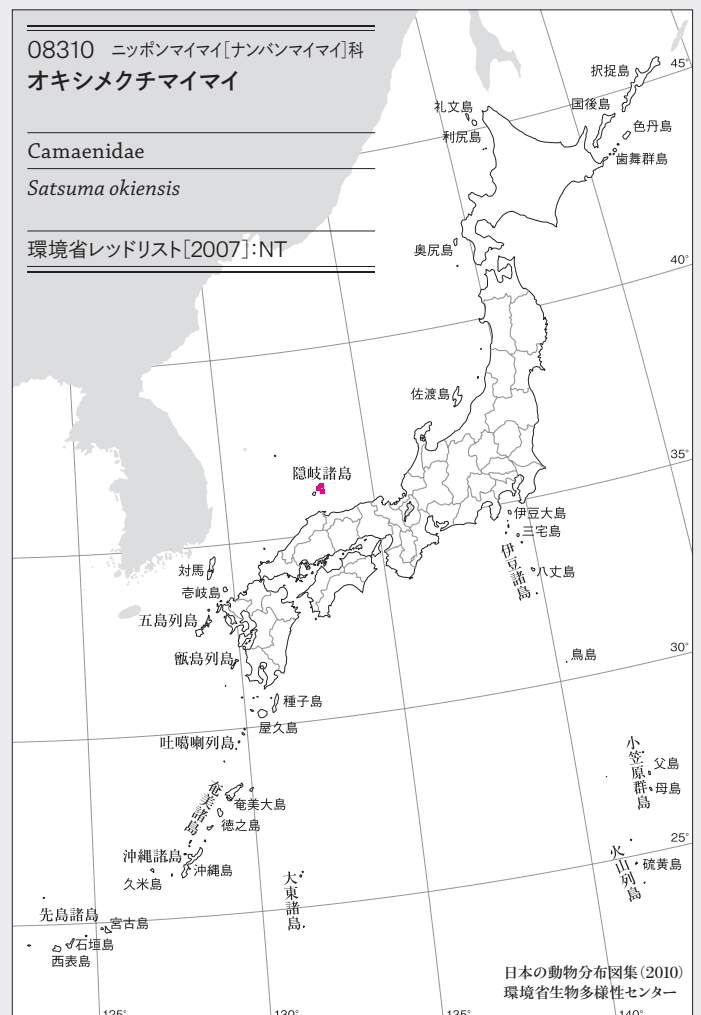 08310 ニッポンマイマイ［ナンバンマイマイ］科
オキシメクチマイマイ
Camaenidae
Satsuma okiensis
環境省レッドリスト［2007］：NT
択捉島
45°
礼文島
国後島
利尻島
色丹島
歯舞群島
奥尻島
40°
佐渡島
35°
隠岐諸島
伊豆大島
三宅島
伊豆諸島
八丈島
対馬
壱岐島
五島列島
甑島列島
鳥島
30°
種子島
屋久島
吐噶喇列島
小笠原群島
父島
母島
奄美諸島
奄美大島
徳之島
25°
沖縄諸島
沖縄島
久米島
火山列島
硫黄島
大東諸島
先島諸島
宮古島
石垣島
西表島
日本の動物分布図集（2010）
環境省生物多様性センター
125°
130°
135°
140°